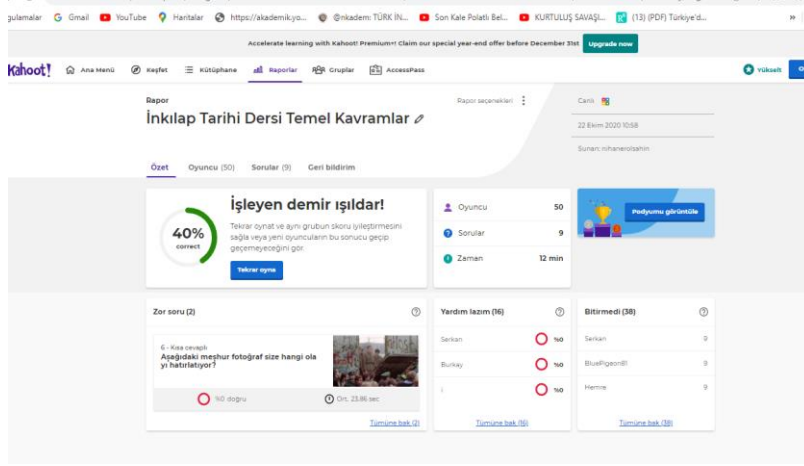 Gmail
YouTube
Haritalar
https://akademik.yo...
@nkadem: TÜRK İN...
Son Kale Polatlı Bel...
KURTULUŞ SAVAŞI...
(13) (PDF) Türkiye'd...
Accelerate learning with Kahoot! Premium+! Claim our special year-end offer before December 31st
Upgrade now
Kahoot!
Ana Menü
Keşfet
Kütüphane
Raporlar
Gruplar
AccessPass
Yükselt
Rapor
Rapor seçenekleri
İnkılap Tarihi Dersi Temel Kavramlar
Canlı
22 Ekim 2020 10:58
Sunan: nihanerolsahin
Özet
Oyuncu (50)
Sorular (9)
Geri bildirim
40%
correct
İşleyen demir ışıldar!
Tekrar oynat ve aynı grubun skoru iyileştirmesini
sağla veya yeni oyuncuların bu sonucu geçip
geçemeyeceğini gör.
Tekrar oyna
Oyuncu 50
Sorular 9
Zaman 12 min
Podyumu görüntüle
Zor soru (2)
6 - Kısa cevaplı
Aşağıdaki meşhur fotoğraf size hangi ola
yı hatırlatıyor?
%0 doğru
Ort. 23,86 sec
Tümüne bak (2)
Yardım lazım (16)
Serkan %0
Burkay %0
%0
Tümüne bak (16)
Bitirmedi (38)
Serkan 9
BluePigeon81 9
Hemre 9
Tümüne bak (38)